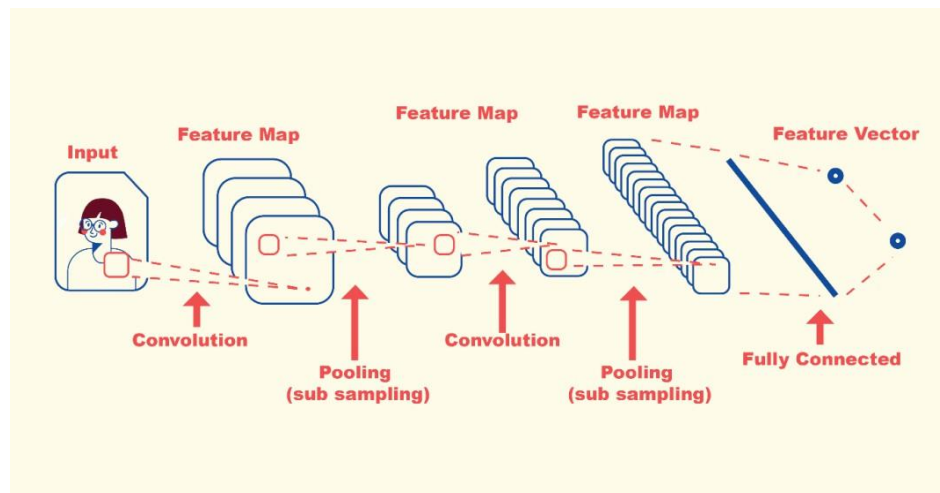 Input
Feature Map
Feature Map
Feature Map
Feature Vector
Convolution
Pooling
(sub sampling)
Convolution
Pooling
(sub sampling)
Fully Connected